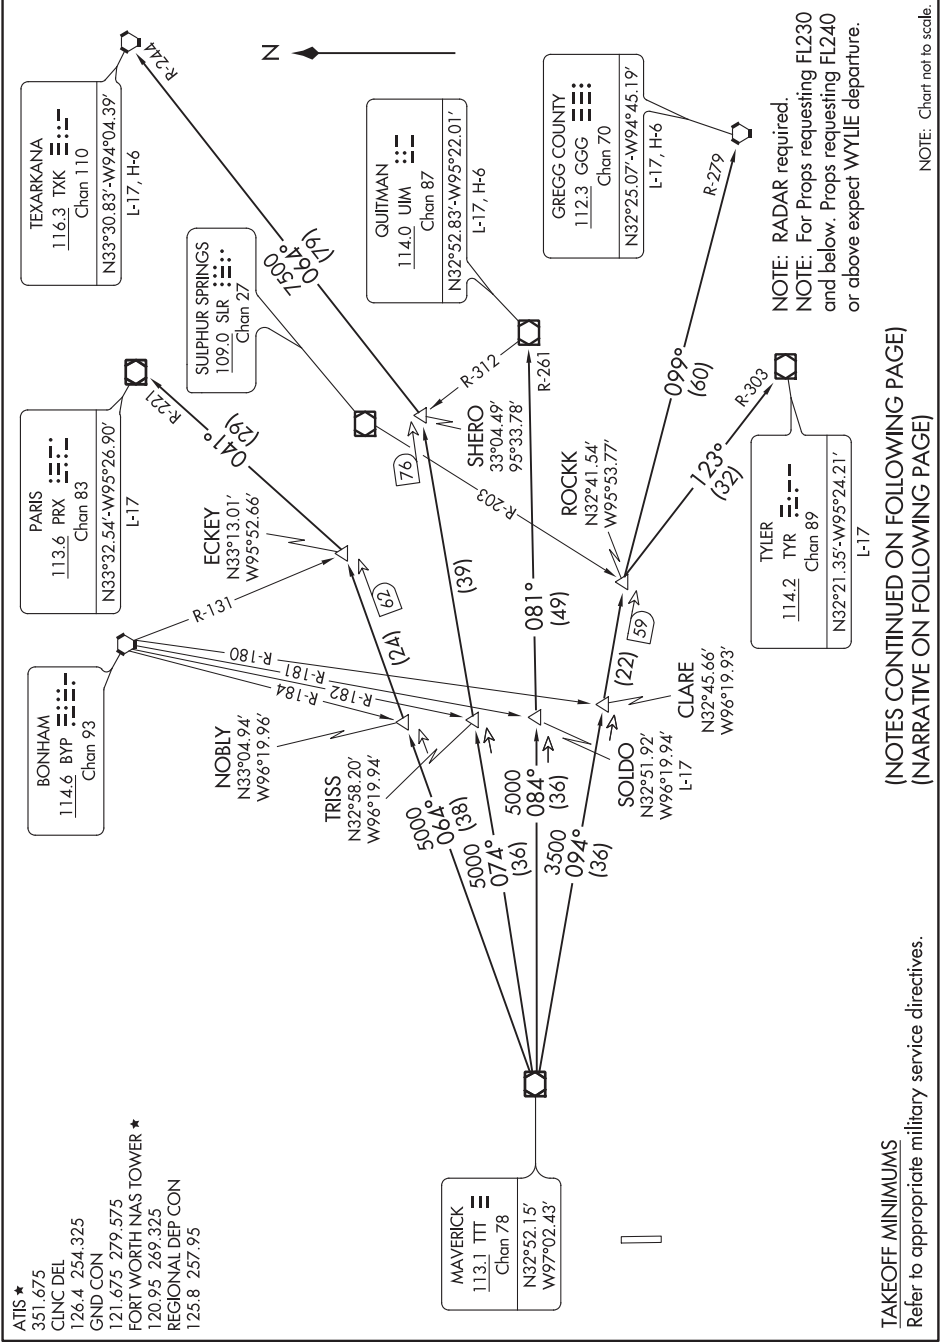 ATIS ★
351.675
CLNC DEL
126.4 254.325
GND CON
121.675 279.575
FORT WORTH NAS TOWER ★
120.95 269.325
REGIONAL DEP CON
125.8 257.95
BONHAM
114.6 BYP
Chan 93
PARIS
113.6 PRX
Chan 83
N33°32.54′-W95°26.90′
L-17
TEXARKANA
116.3 TXK
Chan 110
N33°30.83′-W94°04.39′
L-17, H-6
SULPHUR SPRINGS
109.0 SLR
Chan 27
QUITMAN
114.0 UIM
Chan 87
N32°52.83′-W95°22.01′
L-17, H-6
GREGG COUNTY
112.3 GGG
Chan 70
N32°25.07′-W94°45.19′
L-17, H-6
TYLER
114.2 TYR
Chan 89
N32°21.35′-W95°24.21′
L-17
MAVERICK
113.1 TTT
Chan 78
N32°52.15′
W97°02.43′
NOBLY
N33°04.94′
W96°19.96′
TRISS
N32°58.20′
W96°19.94′
SOLDO
N32°51.92′
W96°19.94′
L-17
CLARE
N32°45.66′
W96°19.93′
ECKEY
N33°13.01′
W95°52.66′
SHERO
33°04.49′
95°33.78′
ROCKK
N32°41.54′
W95°53.77′
R-131
R-180
R-181
R-182
R-184
R-221
R-244
R-312
R-203
R-261
R-279
R-303
5000
064°
(38)
5000
074°
(36)
5000
084°
(36)
3500
094°
(36)
(24)
62
041°
(29)
(39)
76
7500
064°
(79)
081°
(49)
(22)
59
099°
(60)
123°
(32)
N
NOTE: RADAR required.
NOTE: For Props requesting FL230
and below. Props requesting FL240
or above expect WYLIE departure.
(NOTES CONTINUED ON FOLLOWING PAGE)
(NARRATIVE ON FOLLOWING PAGE)
TAKEOFF MINIMUMS
Refer to appropriate military service directives.
NOTE: Chart not to scale.